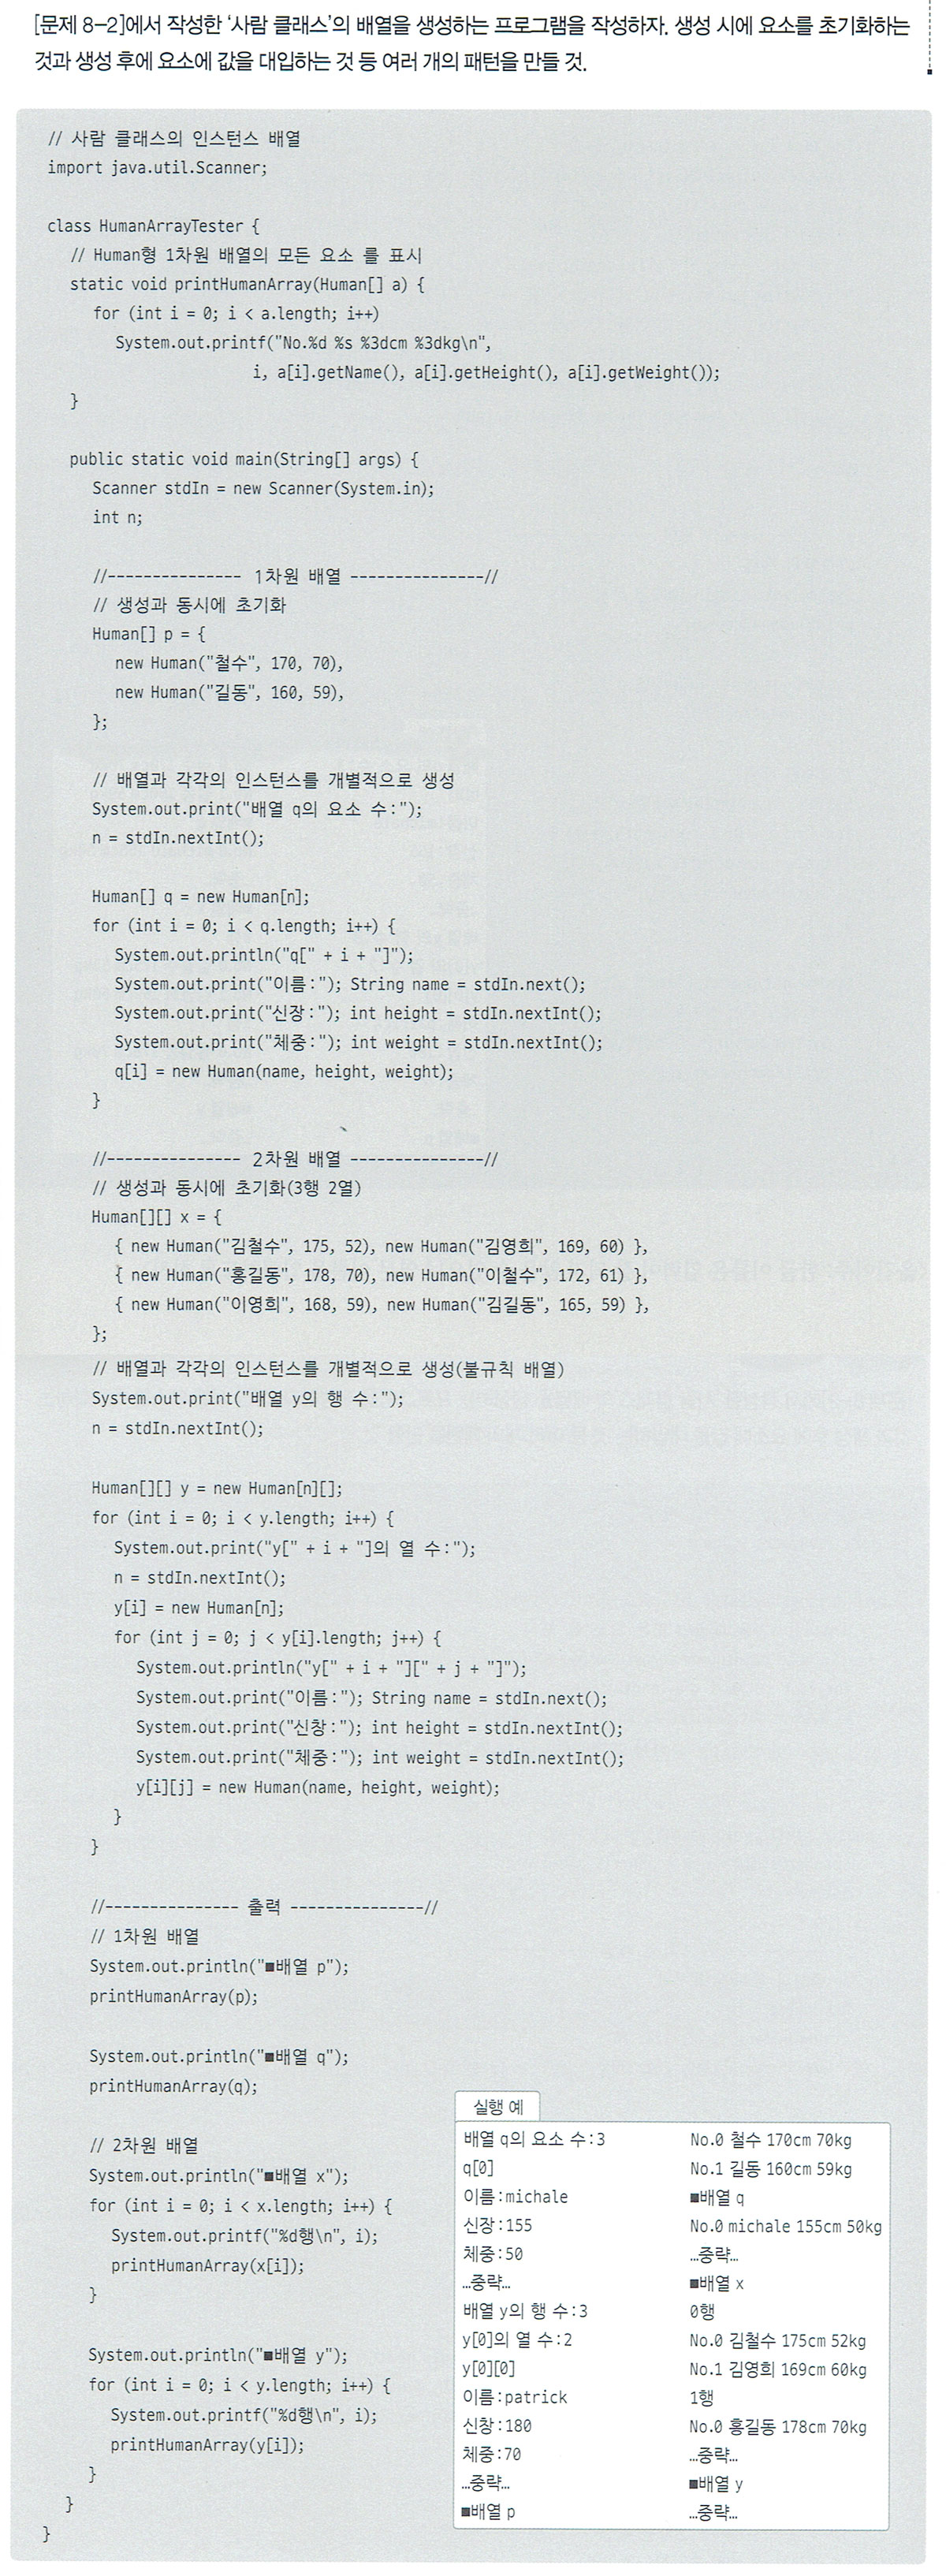 [문제 8-2]에서 작성한 ‘사람 클래스’의 배열을 생성하는 프로그램을 작성하자. 생성 시에 요소를 초기화하는
것과 생성 후에 요소에 값을 대입하는 것 등 여러 개의 패턴을 만들 것.
// 사람 클래스의 인스턴스 배열
import java.util.Scanner;
class HumanArrayTester {
// Human형 1차원 배열의 모든 요소 를 표시
static void printHumanArray(Human[] a) {
for (int i = 0; i < a.length; i++)
System.out.printf("No.%d %s %3dcm %3dkg\n",
i, a[i].getName(), a[i].getHeight(), a[i].getWeight());
}
public static void main(String[] args) {
Scanner stdIn = new Scanner(System.in);
int n;
//--------------- 1차원 배열 ---------------//
// 생성과 동시에 초기화
Human[] p = {
new Human("철수", 170, 70),
new Human("길동", 160, 59),
};
// 배열과 각각의 인스턴스를 개별적으로 생성
System.out.print("배열 q의 요소 수:");
n = stdIn.nextInt();
Human[] q = new Human[n];
for (int i = 0; i < q.length; i++) {
System.out.println("q[" + i + "]");
System.out.print("이름:"); String name = stdIn.next();
System.out.print("신장:"); int height = stdIn.nextInt();
System.out.print("체중:"); int weight = stdIn.nextInt();
q[i] = new Human(name, height, weight);
}
//--------------- 2차원 배열 ---------------//
// 생성과 동시에 초기화(3행 2열)
Human[][] x = {
{ new Human("김철수", 175, 52), new Human("김영희", 169, 60) },
{ new Human("홍길동", 178, 70), new Human("이철수", 172, 61) },
{ new Human("이영희", 168, 59), new Human("김길동", 165, 59) },
};
// 배열과 각각의 인스턴스를 개별적으로 생성(불규칙 배열)
System.out.print("배열 y의 행 수:");
n = stdIn.nextInt();
Human[][] y = new Human[n][];
for (int i = 0; i < y.length; i++) {
System.out.print("y[" + i + "]의 열 수:");
n = stdIn.nextInt();
y[i] = new Human[n];
for (int j = 0; j < y[i].length; j++) {
System.out.println("y[" + i + "][" + j + "]");
System.out.print("이름:"); String name = stdIn.next();
System.out.print("신창:"); int height = stdIn.nextInt();
System.out.print("체중:"); int weight = stdIn.nextInt();
y[i][j] = new Human(name, height, weight);
}
}
//--------------- 출력 ---------------//
// 1차원 배열
System.out.println("■배열 p");
printHumanArray(p);
System.out.println("■배열 q");
printHumanArray(q);
// 2차원 배열
System.out.println("■배열 x");
for (int i = 0; i < x.length; i++) {
System.out.printf("%d행\n", i);
printHumanArray(x[i]);
}
System.out.println("■배열 y");
for (int i = 0; i < y.length; i++) {
System.out.printf("%d행\n", i);
printHumanArray(y[i]);
}
}
}
실행 예
배열 q의 요소 수:3
q[0]
이름:michale
신장:155
체중:50
…중략…
배열 y의 행 수:3
y[0]의 열 수:2
y[0][0]
이름:patrick
신창:180
체중:70
…중략…
■배열 p
No.0 철수 170cm 70kg
No.1 길동 160cm 59kg
■배열 q
No.0 michale 155cm 50kg
…중략…
■배열 x
0행
No.0 김철수 175cm 52kg
No.1 김영희 169cm 60kg
1행
No.0 홍길동 178cm 70kg
…중략…
■배열 y
…중략…